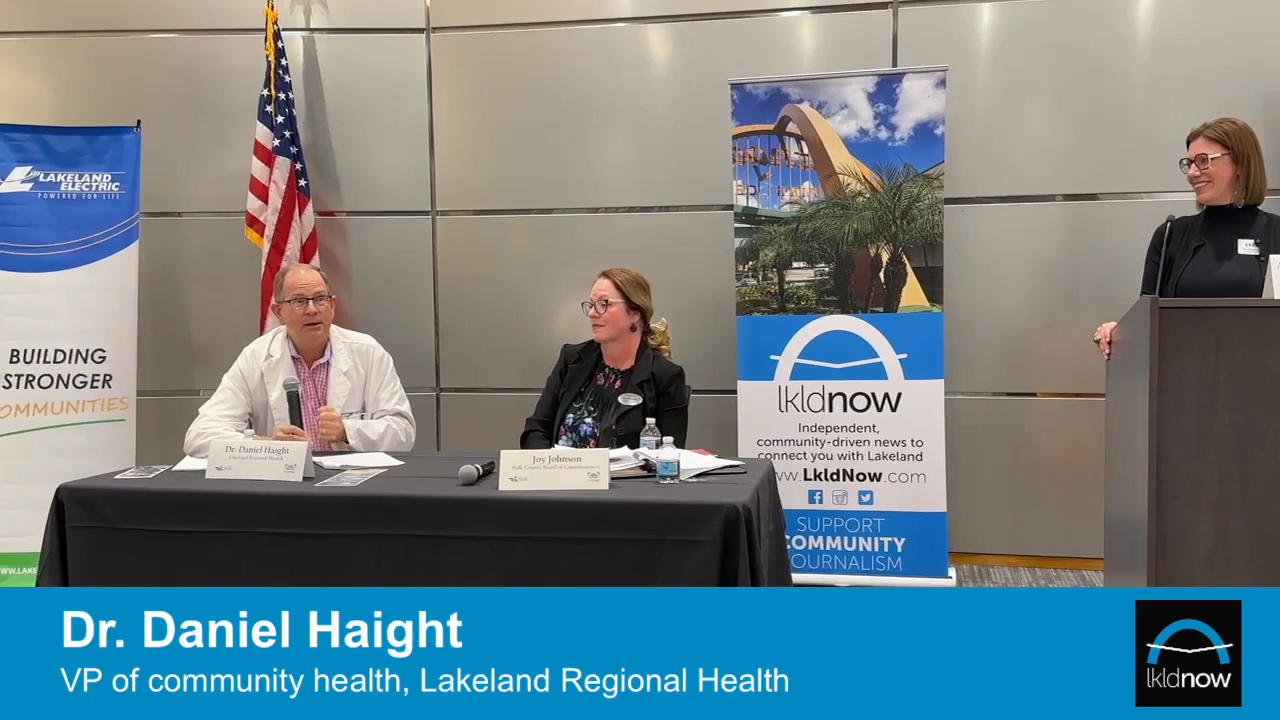 LAKELAND
ELECTRIC
POWERED FOR LIFE
BUILDING
STRONGER
COMMUNITIES
WWW.LAKE
Dr. Daniel Haight
Lakeland Regional Health
Joy Johnson
Polk County Board of Commissioners
lkldnow
Independent,
community-driven news to
connect you with Lakeland
www.LkldNow.com
SUPPORT
COMMUNITY
JOURNALISM
Dr. Daniel Haight
VP of community health, Lakeland Regional Health
lkldnow